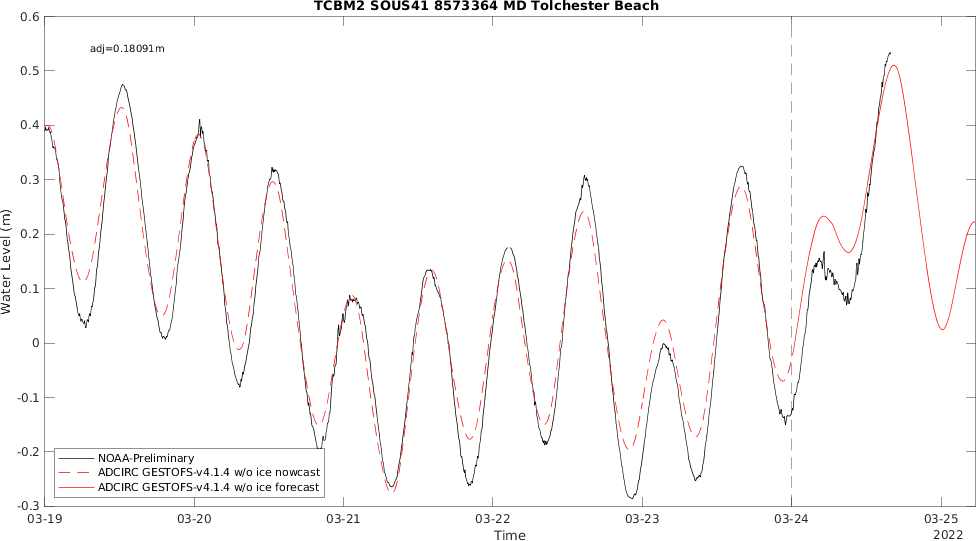 TCBM2 SOUS41 8573364 MD Tolchester Beach
adj=0.18091m
Water Level (m)
0.6
0.5
0.4
0.3
0.2
0.1
0
-0.1
-0.2
-0.3
NOAA-Preliminary
ADCIRC GESTOFS-v4.1.4 w/o ice nowcast
ADCIRC GESTOFS-v4.1.4 w/o ice forecast
03-19 03-20 03-21 03-22 03-23 03-24 03-25
Time
2022